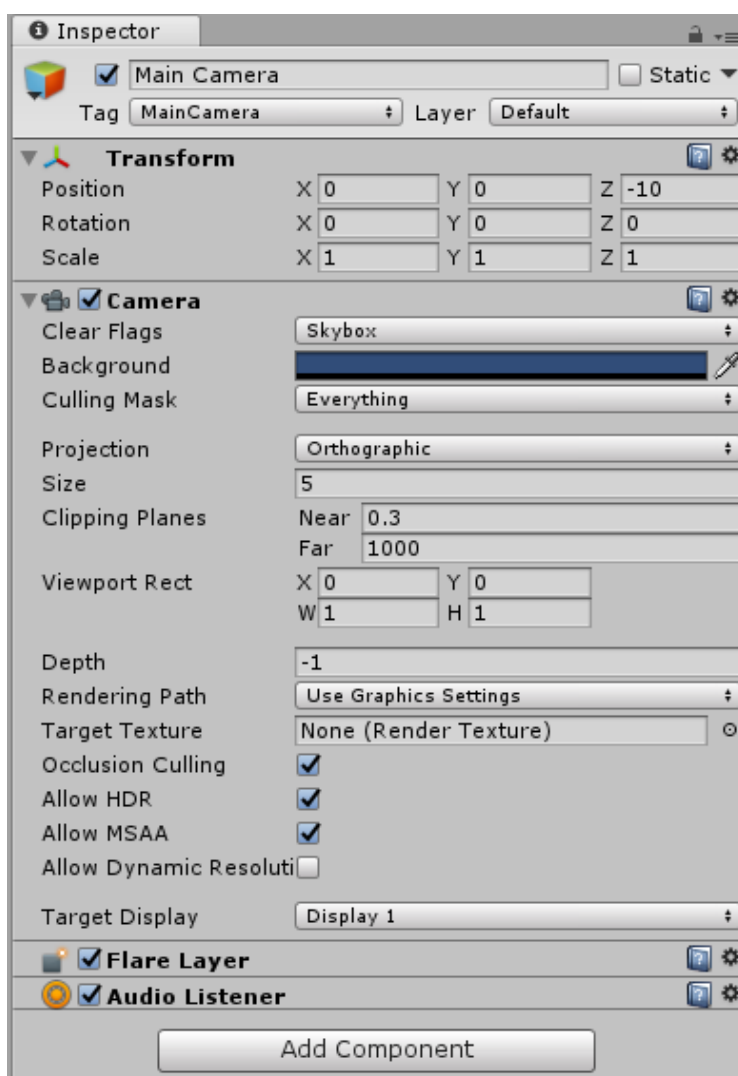 Inspector
Main Camera Static
Tag MainCamera Layer Default
Transform
Position X 0 Y 0 Z -10
Rotation X 0 Y 0 Z 0
Scale X 1 Y 1 Z 1
Camera
Clear Flags Skybox
Background
Culling Mask Everything
Projection Orthographic
Size 5
Clipping Planes Near 0.3
Far 1000
Viewport Rect X 0 Y 0
W 1 H 1
Depth -1
Rendering Path Use Graphics Settings
Target Texture None (Render Texture)
Occlusion Culling
Allow HDR
Allow MSAA
Allow Dynamic Resoluti
Target Display Display 1
Flare Layer
Audio Listener
Add Component